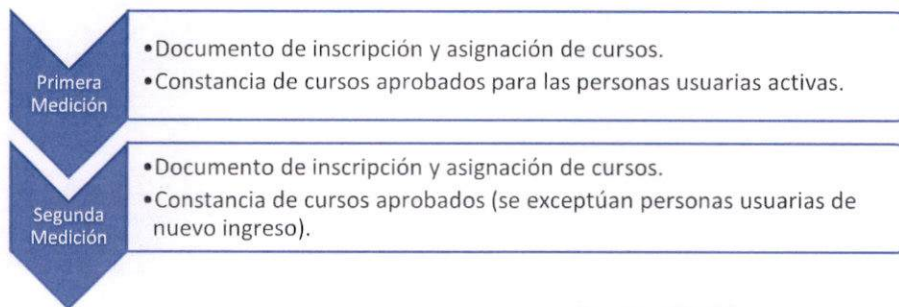 Primera
Medición
•Documento de inscripción y asignación de cursos.
•Constancia de cursos aprobados para las personas usuarias activas.
Segunda
Medición
•Documento de inscripción y asignación de cursos.
•Constancia de cursos aprobados (se exceptúan personas usuarias de
nuevo ingreso).